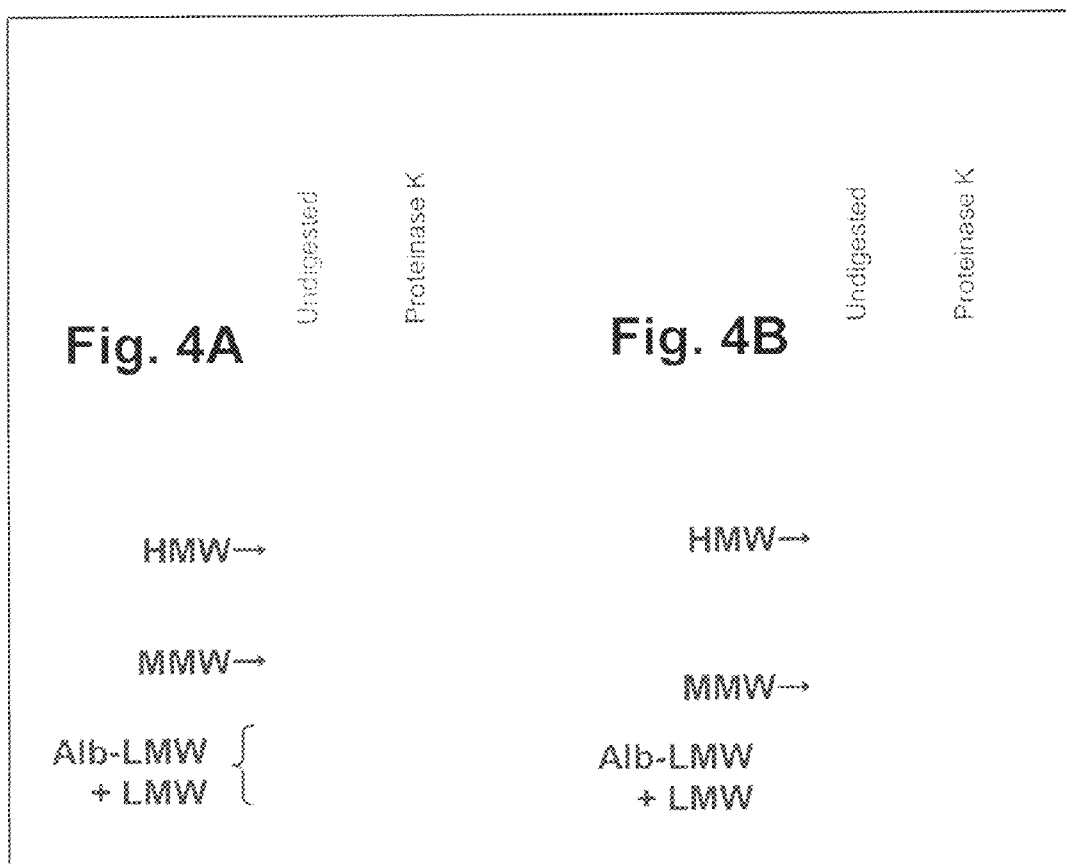 Undigested
Proteinase K
Fig. 4A
HMW→
MMW→
Alb-LMW
+ LMW
Undigested
Proteinase K
Fig. 4B
HMW→
MMW→
Alb-LMW
+ LMW